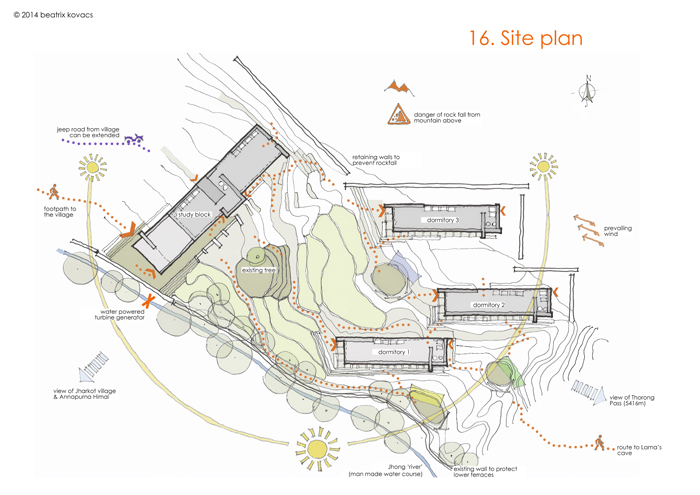 © 2014 beatrix kovacs
16. Site plan
danger of rock fall from
mountain above
jeep road from village
can be extended
retaining walls to
prevent rockfall
footpath to
the village
study block
dormitory 3
prevailing
wind
existing tree
dormitory 2
water powered
turbine generator
dormitory 1
view of Jharkot village
& Annapurna Himal
view of Thorong
Pass (5416m)
route to Lama's
cave
Jhong 'river'
(man made water course)
existing wall to protect
lower terraces